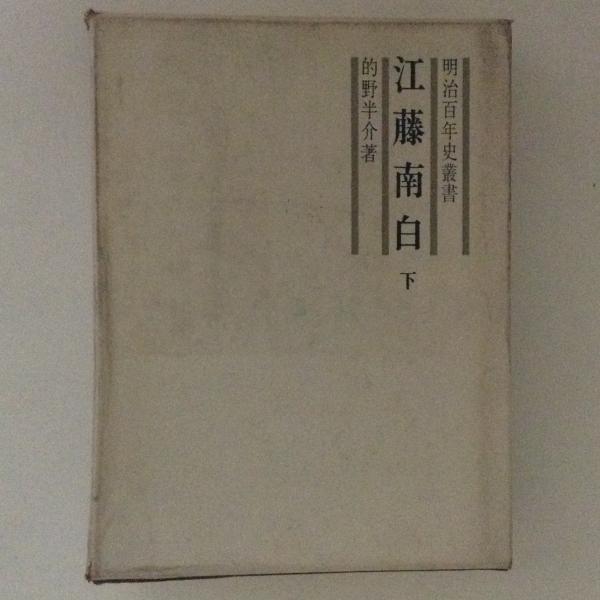 明治百年史叢書
江藤南白 下
的野半介著